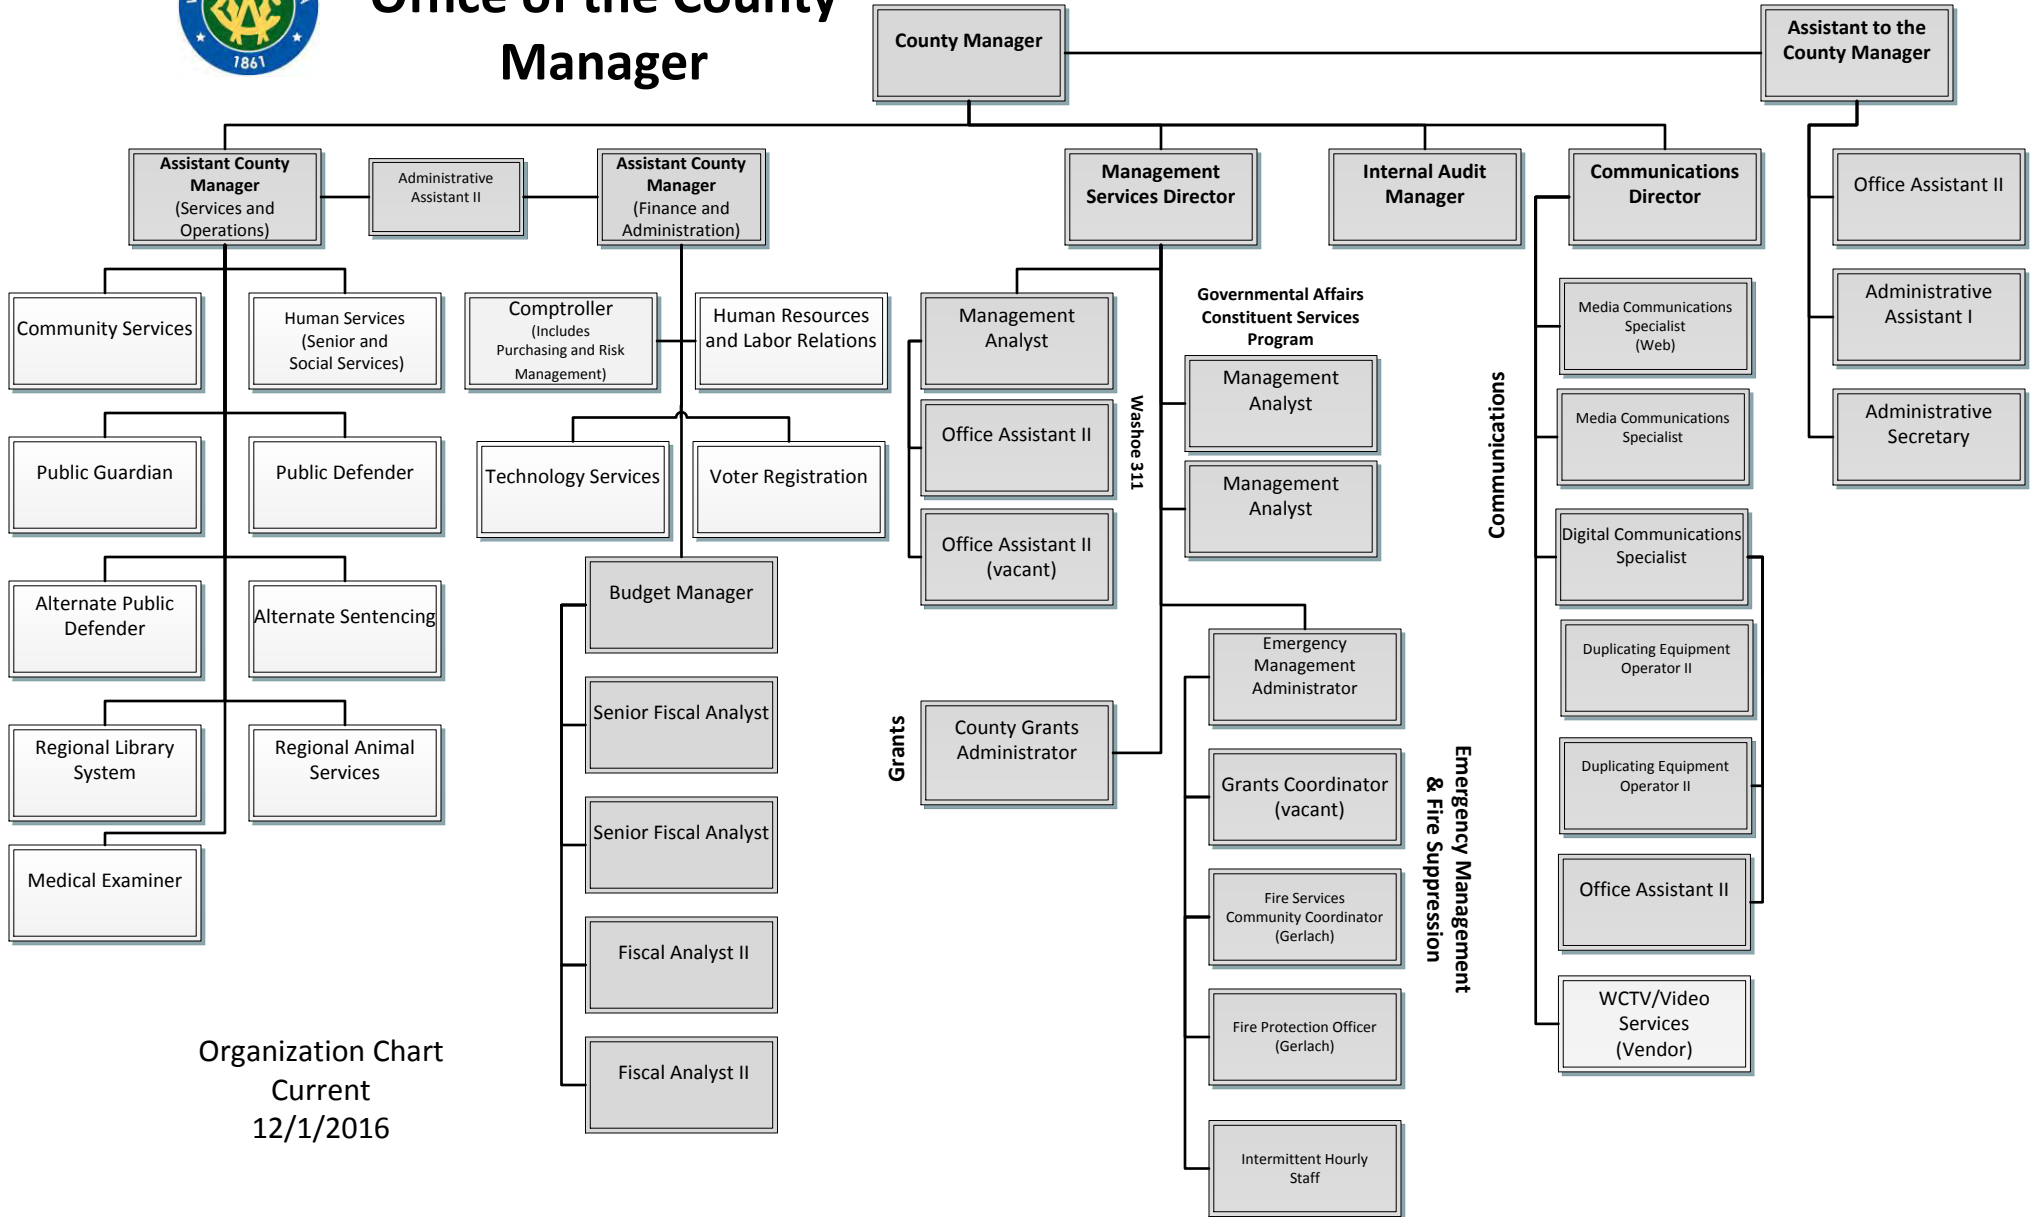 Office of the County
Manager
1861
County Manager
Assistant to the
County Manager
Assistant County
Manager
(Services and
Operations)
Administrative
Assistant II
Assistant County
Manager
(Finance and
Administration)
Management
Services Director
Internal Audit
Manager
Communications
Director
Office Assistant II
Administrative
Assistant I
Administrative
Secretary
Community Services
Human Services
(Senior and
Social Services)
Public Guardian
Public Defender
Alternate Public
Defender
Alternate Sentencing
Regional Library
System
Regional Animal
Services
Medical Examiner
Comptroller
(Includes
Purchasing and Risk
Management)
Human Resources
and Labor Relations
Technology Services
Voter Registration
Budget Manager
Senior Fiscal Analyst
Senior Fiscal Analyst
Fiscal Analyst II
Fiscal Analyst II
Management
Analyst
Office Assistant II
Office Assistant II
(vacant)
Washoe 311
Governmental Affairs
Constituent Services
Program
Management
Analyst
Management
Analyst
Grants
County Grants
Administrator
Emergency
Management
Administrator
Grants Coordinator
(vacant)
Fire Services
Community Coordinator
(Gerlach)
Fire Protection Officer
(Gerlach)
Intermittent Hourly
Staff
Emergency Management
& Fire Suppression
Communications
Media Communications
Specialist
(Web)
Media Communications
Specialist
Digital Communications
Specialist
Duplicating Equipment
Operator II
Duplicating Equipment
Operator II
Office Assistant II
WCTV/Video
Services
(Vendor)
Organization Chart
Current
12/1/2016